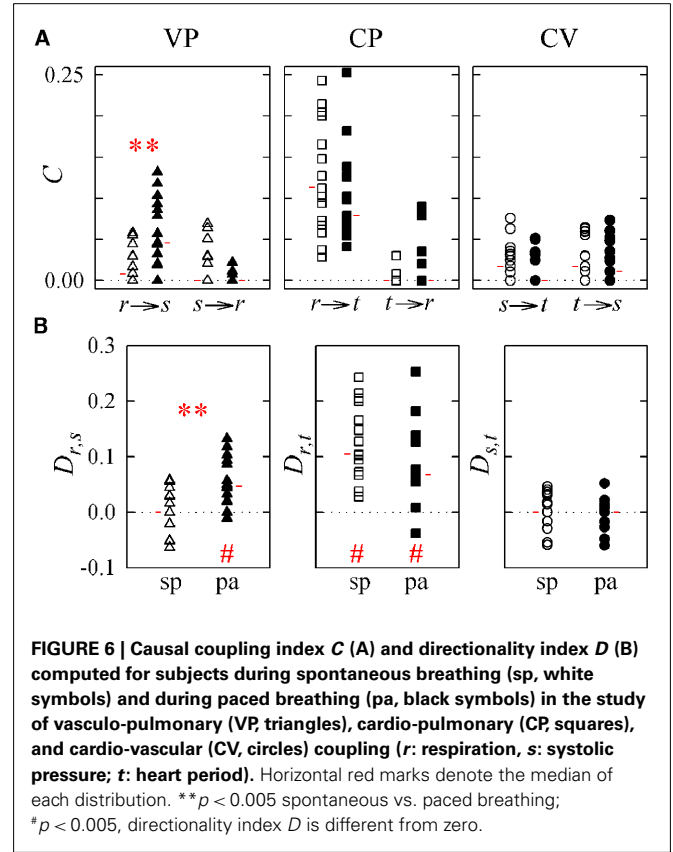 A VP CP CV
0.25
* *
C
0.00
r→s s→r r→t t→r s→t t→s
B
0.3
0.2 * *
D_{r,s} D_{r,t} D_{s,t}
0.1
0.0
-0.1 # # #
sp pa sp pa sp pa
FIGURE 6 | Causal coupling index C (A) and directionality index D (B)
computed for subjects during spontaneous breathing (sp, white
symbols) and during paced breathing (pa, black symbols) in the study
of vasculo-pulmonary (VP, triangles), cardio-pulmonary (CP, squares),
and cardio-vascular (CV, circles) coupling (r: respiration, s: systolic
pressure; t: heart period). Horizontal red marks denote the median of
each distribution. **p < 0.005 spontaneous vs. paced breathing;
#p < 0.005, directionality index D is different from zero.